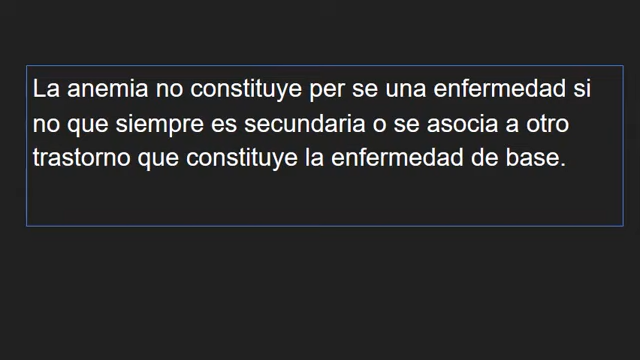 La anemia no constituye per se una enfermedad si
no que siempre es secundaria o se asocia a otro
trastorno que constituye la enfermedad de base.